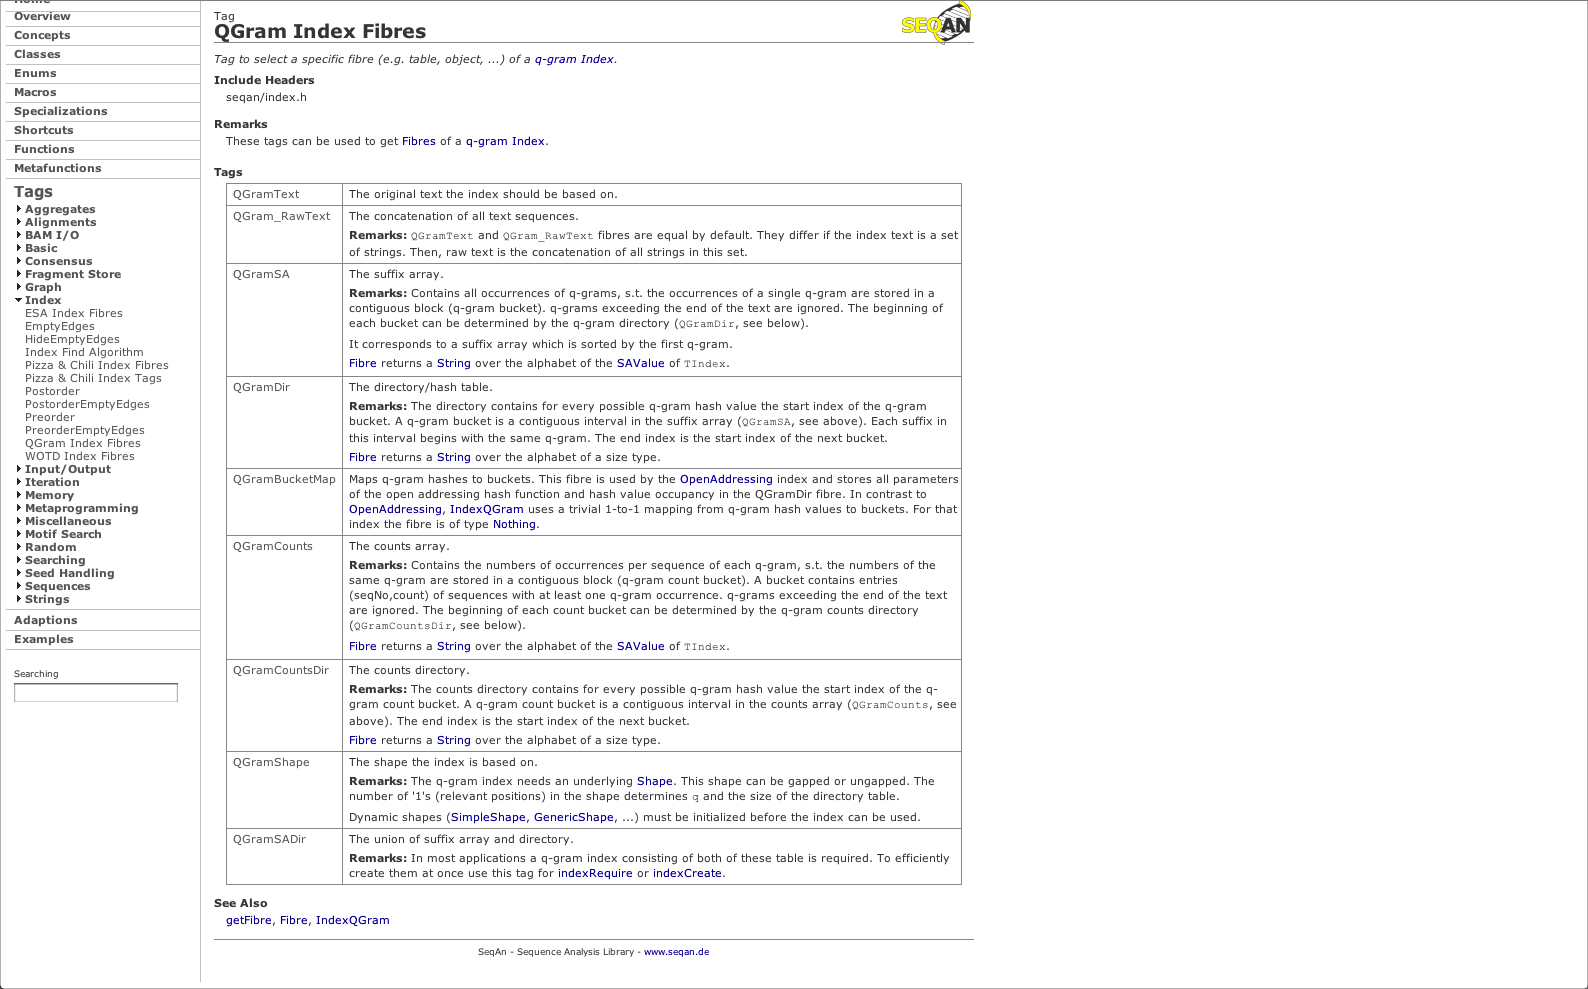 Home
Overview
Concepts
Classes
Enums
Macros
Specializations
Shortcuts
Functions
Metafunctions
Tags
Aggregates
Alignments
BAM I/O
Basic
Consensus
Fragment Store
Graph
Index
ESA Index Fibres
EmptyEdges
HideEmptyEdges
Index Find Algorithm
Pizza & Chili Index Fibres
Pizza & Chili Index Tags
Postorder
PostorderEmptyEdges
Preorder
PreorderEmptyEdges
QGram Index Fibres
WOTD Index Fibres
Input/Output
Iteration
Memory
Metaprogramming
Miscellaneous
Motif Search
Random
Searching
Seed Handling
Sequences
Strings
Adaptions
Examples
Searching
Tag
QGram Index Fibres
SEQAN
Tag to select a specific fibre (e.g. table, object, ...) of a q-gram Index.
Include Headers
seqan/index.h
Remarks
These tags can be used to get Fibres of a q-gram Index.
Tags
QGramText The original text the index should be based on.
QGram_RawText The concatenation of all text sequences.
Remarks: QGramText and QGram_RawText fibres are equal by default. They differ if the index text is a set
of strings. Then, raw text is the concatenation of all strings in this set.
QGramSA The suffix array.
Remarks: Contains all occurrences of q-grams, s.t. the occurrences of a single q-gram are stored in a
contiguous block (q-gram bucket). q-grams exceeding the end of the text are ignored. The beginning of
each bucket can be determined by the q-gram directory (QGramDir, see below).
It corresponds to a suffix array which is sorted by the first q-gram.
Fibre returns a String over the alphabet of the SAValue of TIndex.
QGramDir The directory/hash table.
Remarks: The directory contains for every possible q-gram hash value the start index of the q-gram
bucket. A q-gram bucket is a contiguous interval in the suffix array (QGramSA, see above). Each suffix in
this interval begins with the same q-gram. The end index is the start index of the next bucket.
Fibre returns a String over the alphabet of a size type.
QGramBucketMap Maps q-gram hashes to buckets. This fibre is used by the OpenAddressing index and stores all parameters
of the open addressing hash function and hash value occupancy in the QGramDir fibre. In contrast to
OpenAddressing, IndexQGram uses a trivial 1-to-1 mapping from q-gram hash values to buckets. For that
index the fibre is of type Nothing.
QGramCounts The counts array.
Remarks: Contains the numbers of occurrences per sequence of each q-gram, s.t. the numbers of the
same q-gram are stored in a contiguous block (q-gram count bucket). A bucket contains entries
(seqNo,count) of sequences with at least one q-gram occurrence. q-grams exceeding the end of the text
are ignored. The beginning of each count bucket can be determined by the q-gram counts directory
(QGramCountsDir, see below).
Fibre returns a String over the alphabet of the SAValue of TIndex.
QGramCountsDir The counts directory.
Remarks: The counts directory contains for every possible q-gram hash value the start index of the q-
gram count bucket. A q-gram count bucket is a contiguous interval in the counts array (QGramCounts, see
above). The end index is the start index of the next bucket.
Fibre returns a String over the alphabet of a size type.
QGramShape The shape the index is based on.
Remarks: The q-gram index needs an underlying Shape. This shape can be gapped or ungapped. The
number of '1's (relevant positions) in the shape determines q and the size of the directory table.
Dynamic shapes (SimpleShape, GenericShape, ...) must be initialized before the index can be used.
QGramSADir The union of suffix array and directory.
Remarks: In most applications a q-gram index consisting of both of these table is required. To efficiently
create them at once use this tag for indexRequire or indexCreate.
See Also
getFibre, Fibre, IndexQGram
SeqAn - Sequence Analysis Library - www.seqan.de